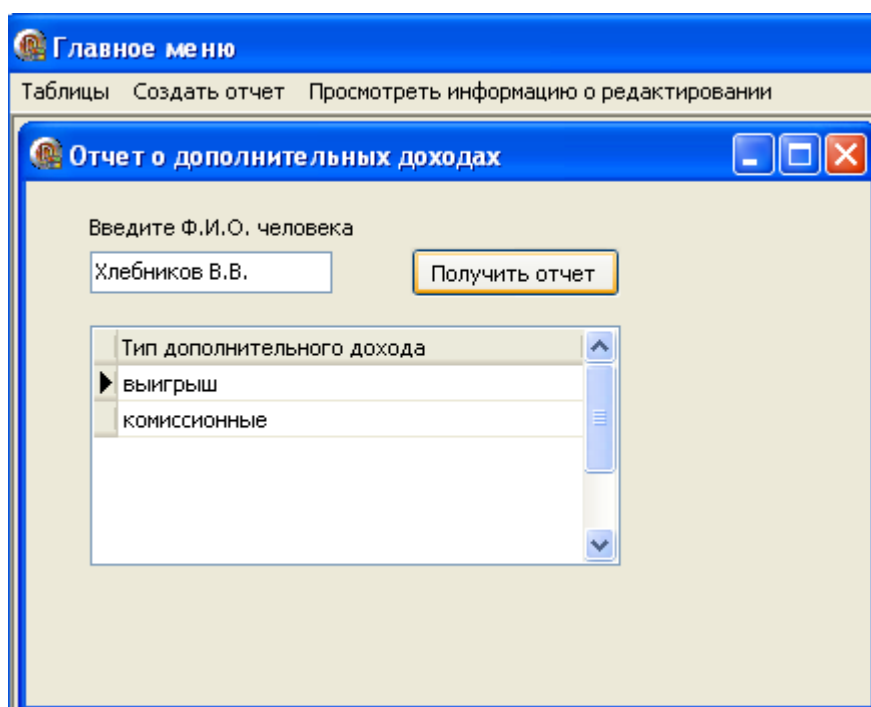 Главное меню
Таблицы Создать отчет Просмотреть информацию о редактировании
Отчет о дополнительных доходах
Введите Ф.И.О. человека
Хлебников В.В. Получить отчет
Тип дополнительного дохода
выигрыш
комиссионные